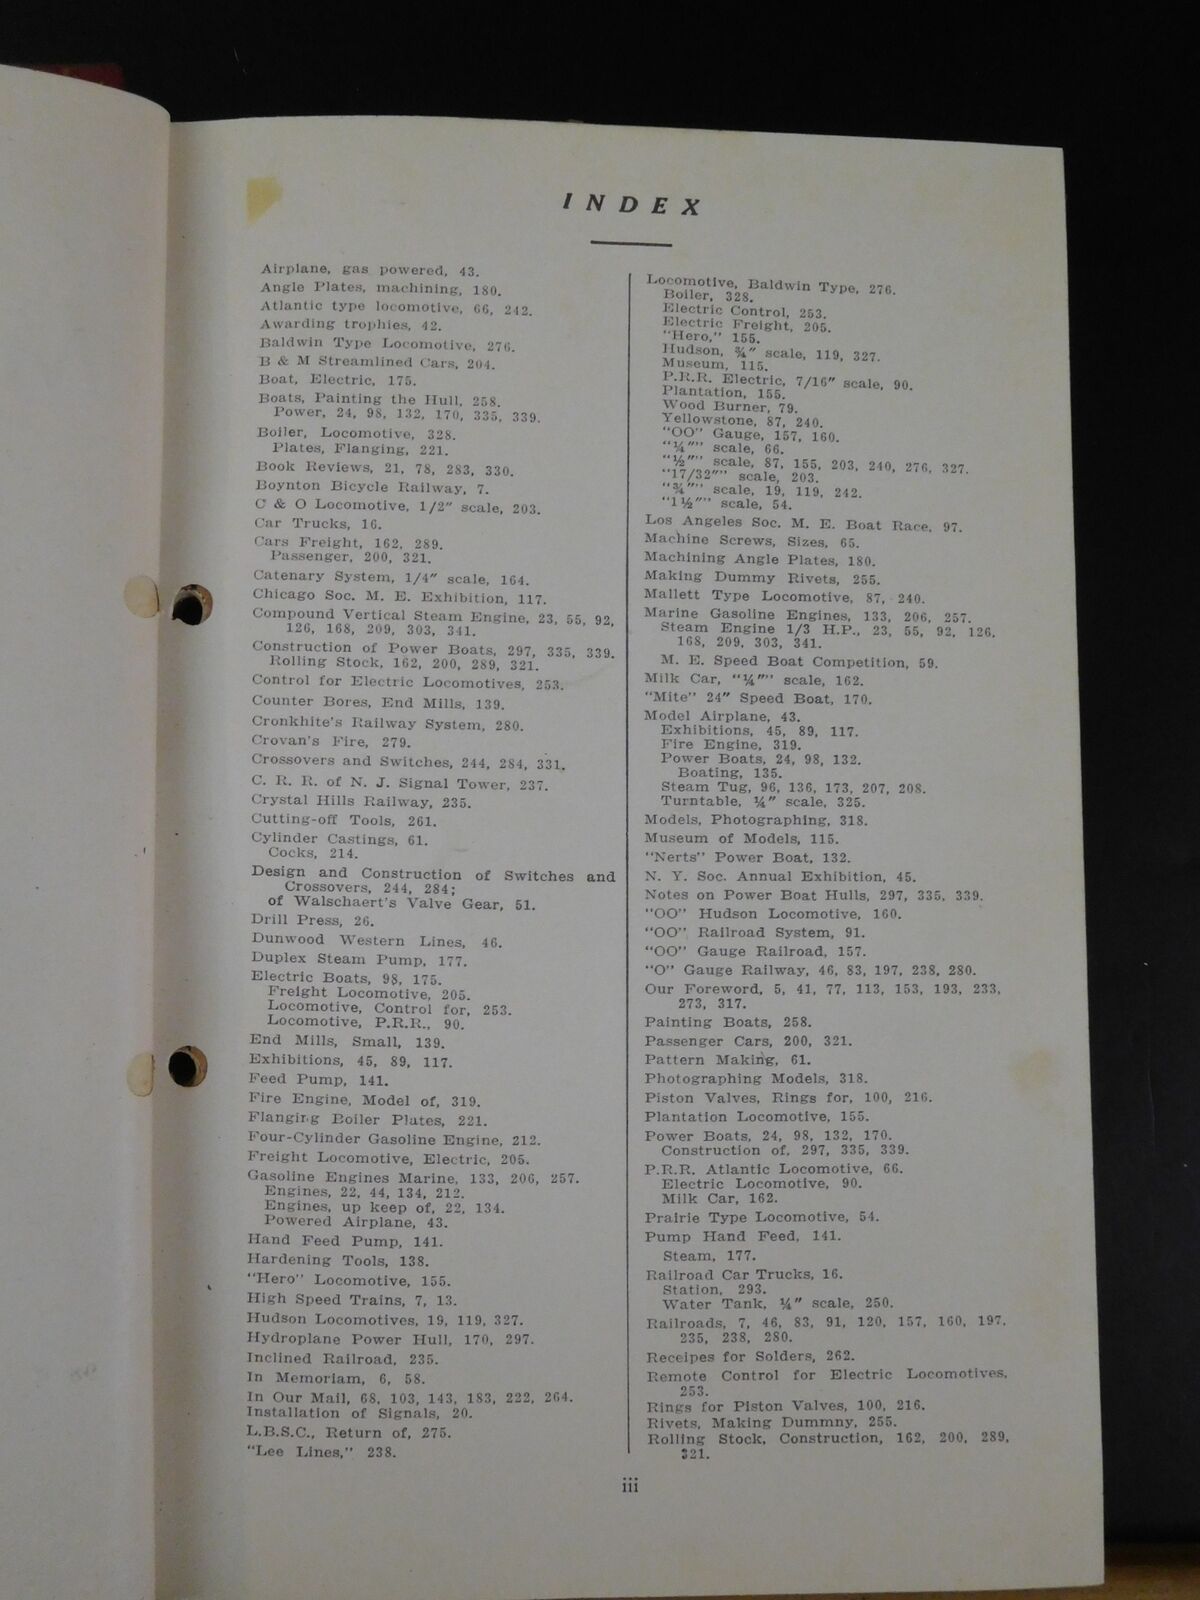 INDEX
Airplane, gas powered, 43.
Angle Plates, machining, 180.
Atlantic type locomotive, 66, 242.
Awarding trophies, 42.
Baldwin Type Locomotive, 276.
B & M Streamlined Cars, 204.
Boat, Electric, 175.
Boats, Painting the Hull, 258.
Power, 24, 98, 132, 170, 335, 339.
Boiler, Locomotive, 328.
Plates, Flanging, 221.
Book Reviews, 21, 78, 283, 330.
Boynton Bicycle Railway, 7.
C & O Locomotive, 1/2" scale, 203.
Car Trucks, 16.
Cars Freight, 162, 289.
Passenger, 200, 321.
Catenary System, 1/4" scale, 164.
Chicago Soc. M. E. Exhibition, 117.
Compound Vertical Steam Engine, 23, 55, 92,
126, 168, 209, 303, 341.
Construction of Power Boats, 297, 335, 339.
Rolling Stock, 162, 200, 289, 321.
Control for Electric Locomotives, 253.
Counter Bores, End Mills, 139.
Cronkhite's Railway System, 280.
Crovan's Fire, 279.
Crossovers and Switches, 244, 284, 331.
C. R. R. of N. J. Signal Tower, 237.
Crystal Hills Railway, 235.
Cutting-off Tools, 261.
Cylinder Castings, 61.
Cocks, 214.
Design and Construction of Switches and
Crossovers, 244, 284;
of Walschaert's Valve Gear, 51.
Drill Press, 26.
Dunwood Western Lines, 46.
Duplex Steam Pump, 177.
Electric Boats, 98, 175.
Freight Locomotive, 205.
Locomotive, Control for, 253.
Locomotive, P.R.R., 90.
End Mills, Small, 139.
Exhibitions, 45, 89, 117.
Feed Pump, 141.
Fire Engine, Model of, 319.
Flanging Boiler Plates, 221.
Four-Cylinder Gasoline Engine, 212.
Freight Locomotive, Electric, 205.
Gasoline Engines Marine, 133, 206, 257.
Engines, 22, 44, 134, 212.
Engines, up keep of, 22, 134.
Powered Airplane, 43.
Hand Feed Pump, 141.
Hardening Tools, 138.
"Hero" Locomotive, 155.
High Speed Trains, 7, 13.
Hudson Locomotives, 19, 119, 327.
Hydroplane Power Hull, 170, 297.
Inclined Railroad, 235.
In Memoriam, 6, 58.
In Our Mail, 68, 103, 143, 183, 222, 264.
Installation of Signals, 20.
L.B.S.C., Return of, 275.
"Lee Lines," 238.
Locomotive, Baldwin Type, 276.
Boiler, 328.
Electric Control, 253.
Electric Freight, 205.
"Hero," 155.
Hudson, ¾" scale, 119, 327.
Museum, 115.
P.R.R. Electric, 7/16" scale, 90.
Plantation, 155.
Wood Burner, 79.
Yellowstone, 87, 240.
"OO" Gauge, 157, 160.
"¼"" scale, 66.
"½"" scale, 87, 155, 203, 240, 276, 327.
"17/32"" scale, 203.
"¾"" scale, 19, 119, 242.
"1½"" scale, 54.
Los Angeles Soc. M. E. Boat Race, 97.
Machine Screws, Sizes, 65.
Machining Angle Plates, 180.
Making Dummy Rivets, 255.
Mallett Type Locomotive, 87, 240.
Marine Gasoline Engines, 133, 206, 257.
Steam Engine 1/3 H.P., 23, 55, 92, 126,
168, 209, 303, 341.
M. E. Speed Boat Competition, 59.
Milk Car, "¼"" scale, 162.
"Mite" 24" Speed Boat, 170.
Model Airplane, 43.
Exhibitions, 45, 89, 117.
Fire Engine, 319.
Power Boats, 24, 98, 132.
Boating, 135.
Steam Tug, 96, 136, 173, 207, 208.
Turntable, ¼" scale, 325.
Models, Photographing, 318.
Museum of Models, 115.
"Nerts" Power Boat, 132.
N. Y. Soc. Annual Exhibition, 45.
Notes on Power Boat Hulls, 297, 335, 339.
"OO" Hudson Locomotive, 160.
"OO" Railroad System, 91.
"OO" Gauge Railroad, 157.
"O" Gauge Railway, 46, 83, 197, 238, 280.
Our Foreword, 5, 41, 77, 113, 153, 193, 233,
273, 317.
Painting Boats, 258.
Passenger Cars, 200, 321.
Pattern Making, 61.
Photographing Models, 318.
Piston Valves, Rings for, 100, 216.
Plantation Locomotive, 155.
Power Boats, 24, 98, 132, 170.
Construction of, 297, 335, 339.
P.R.R. Atlantic Locomotive, 66.
Electric Locomotive, 90.
Milk Car, 162.
Prairie Type Locomotive, 54.
Pump Hand Feed, 141.
Steam, 177.
Railroad Car Trucks, 16.
Station, 293.
Water Tank, ¼" scale, 250.
Railroads, 7, 46, 83, 91, 120, 157, 160, 197,
235, 238, 280.
Receipes for Solders, 262.
Remote Control for Electric Locomotives,
253.
Rings for Piston Valves, 100, 216.
Rivets, Making Dummny, 255.
Rolling Stock, Construction, 162, 200, 289,
321.
iii